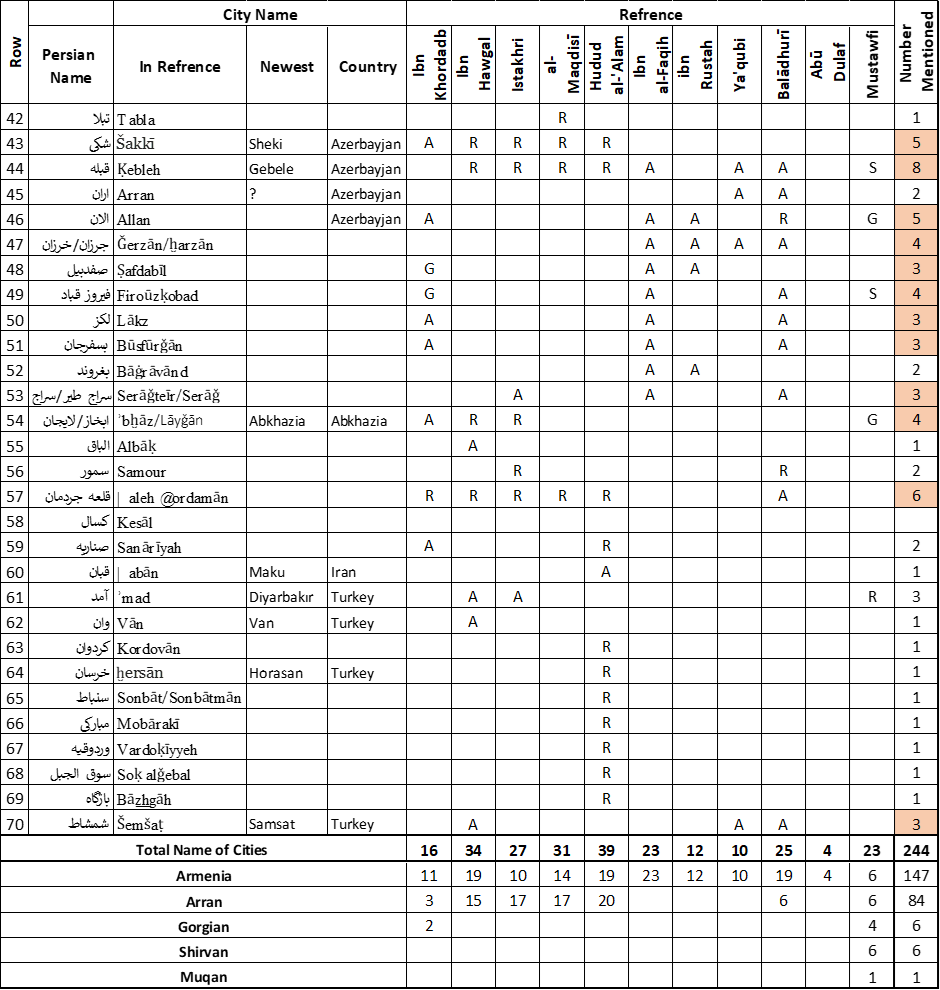 City Name Refrence
Row Persian Name In Refrence Newest Country Ibn Khordadb Ibn Hawgal Istakhri al-Maqdisī Hudud al-'Alam Ibn al-Faqih ibn Rustah Ya'qubi Balādhurī Abū Dulaf Mustawfi Number Mentioned
42 تبلا Tabla R 1
43 شکی Šakkī Sheki Azerbayjan A R R R R 5
44 قبله Ḳebleh Gebele Azerbayjan R R R R A A A S 8
45 اران Arran ? Azerbayjan A A 2
46 الان Allan Azerbayjan A A A R G 5
47 جرزان/خرزان Ǧerzān/ẖarzān A A A A 4
48 صفدبیل Ṣafdabīl G A A 3
49 فیروز قباد Firoūzḳobad G A A S 4
50 لکز Lākz A A A 3
51 بسفرجان Būsfūrǧān A A A 3
52 بغروند Bāġrāvānd A A 2
53 سراج طیر/سراج Serāǧteīr/Serāǧ A A A 3
54 ابخاز/لایجان ʾbẖāz/Lāyǧān Abkhazia Abkhazia A R R G 4
55 الباق Albāḳ A 1
56 سمور Samour R R 2
57 قلعه جردمان | aleh @ordamān R R R R R A 6
58 کسال Kesāl
59 صناریه Sanārīyah A R 2
60 قبان | abān Maku Iran A 1
61 آمد ʾmad Diyarbakır Turkey A A R 3
62 وان Vān Van Turkey A 1
63 کردوان Kordovān R 1
64 خرسان ẖersān Horasan Turkey R 1
65 سنباط Sonbāt/Sonbātmān R 1
66 مبارکی Mobārakī R 1
67 وردوقیه Vardoḳīyyeh R 1
68 سوق الجبل Soḳ alǧebal R 1
69 بازگاه Bāzhgāh R 1
70 شمشاط Šemšaṭ Samsat Turkey A A A 3
Total Name of Cities 16 34 27 31 39 23 12 10 25 4 23 244
Armenia 11 19 10 14 19 23 12 10 19 4 6 147
Arran 3 15 17 17 20 6 6 84
Gorgian 2 4 6
Shirvan 6 6
Muqan 1 1